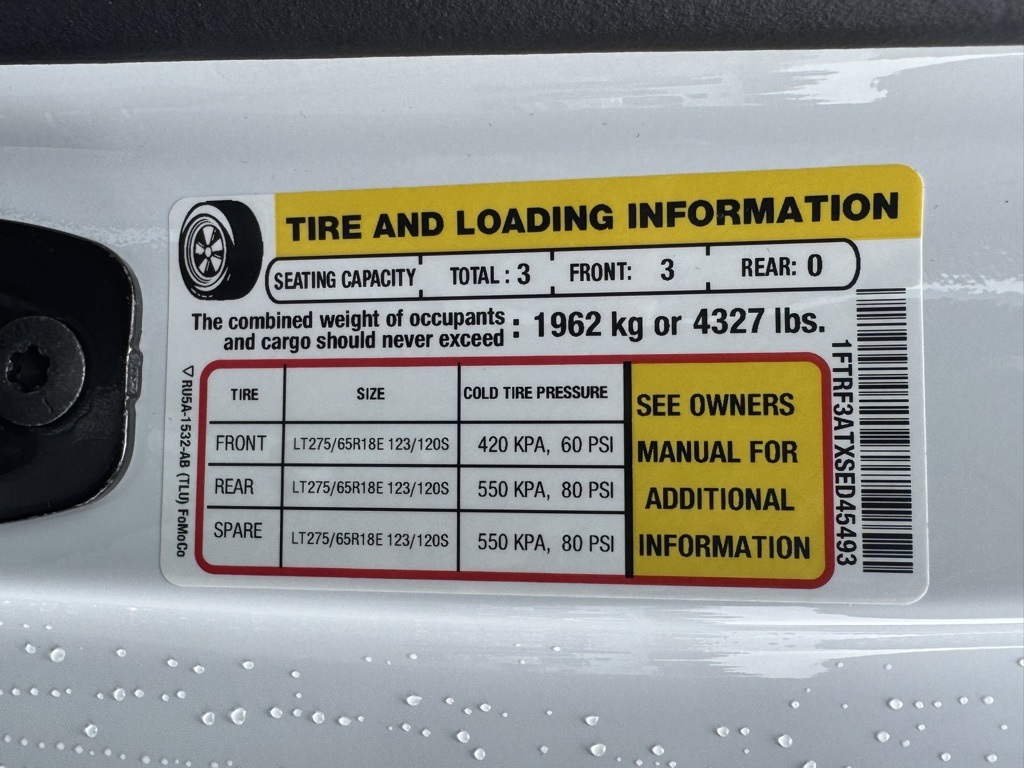 TIRE AND LOADING INFORMATION
SEATING CAPACITY TOTAL : 3 FRONT: 3 REAR: 0
The combined weight of occupants
and cargo should never exceed : 1962 kg or 4327 lbs.
TIRE SIZE COLD TIRE PRESSURE
FRONT LT275/65R18E 123/120S 420 KPA, 60 PSI
REAR LT275/65R18E 123/120S 550 KPA, 80 PSI
SPARE LT275/65R18E 123/120S 550 KPA, 80 PSI
SEE OWNERS
MANUAL FOR
ADDITIONAL
INFORMATION
1FTRF3ATXSED45493
RU5A-1532-AB (TLU) FoMoCo